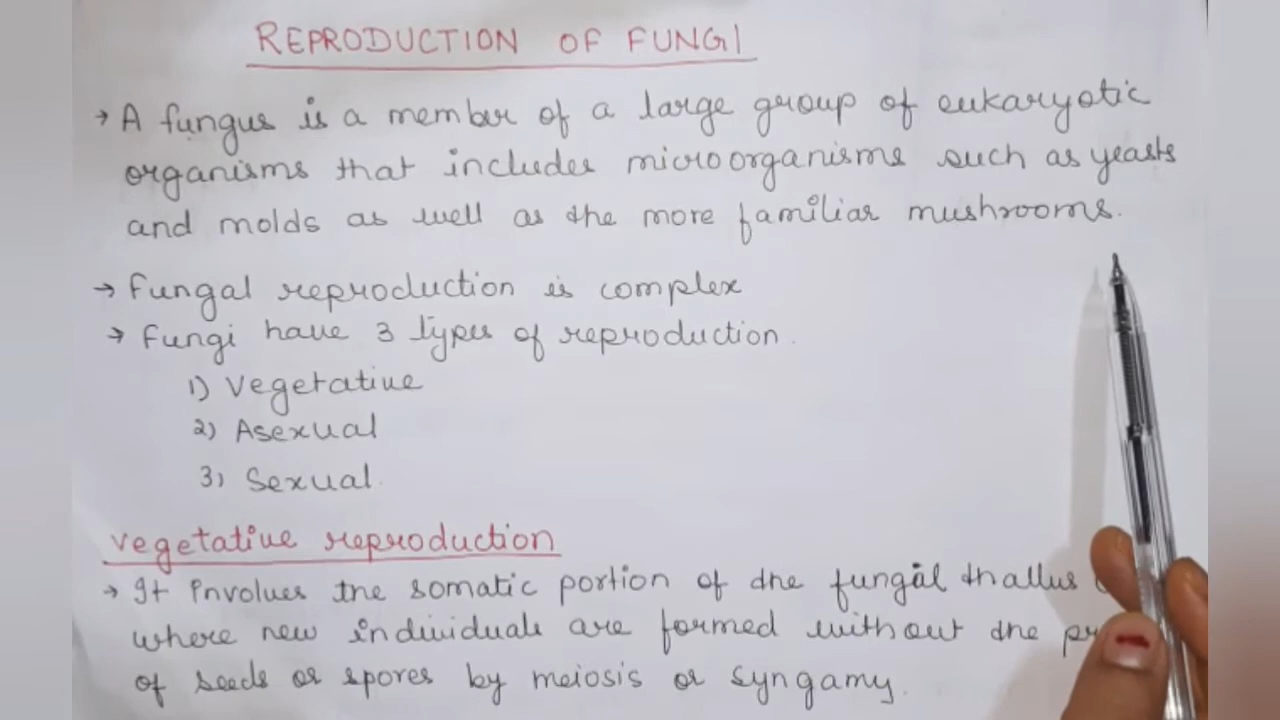 REPRODUCTION OF FUNGI
→ A fungus is a member of a large group of eukaryotic
organisms that includes microorganisms such as yeasts
and molds as well as the more familiar mushrooms.
→ Fungal reproduction is complex
→ Fungi have 3 types of reproduction.
1) Vegetative
2) Asexual
3) Sexual.
Vegetative reproduction
→ It involves the somatic portion of the fungal thallus
where new individuals are formed without the
of seeds or spores by meiosis or syngamy.